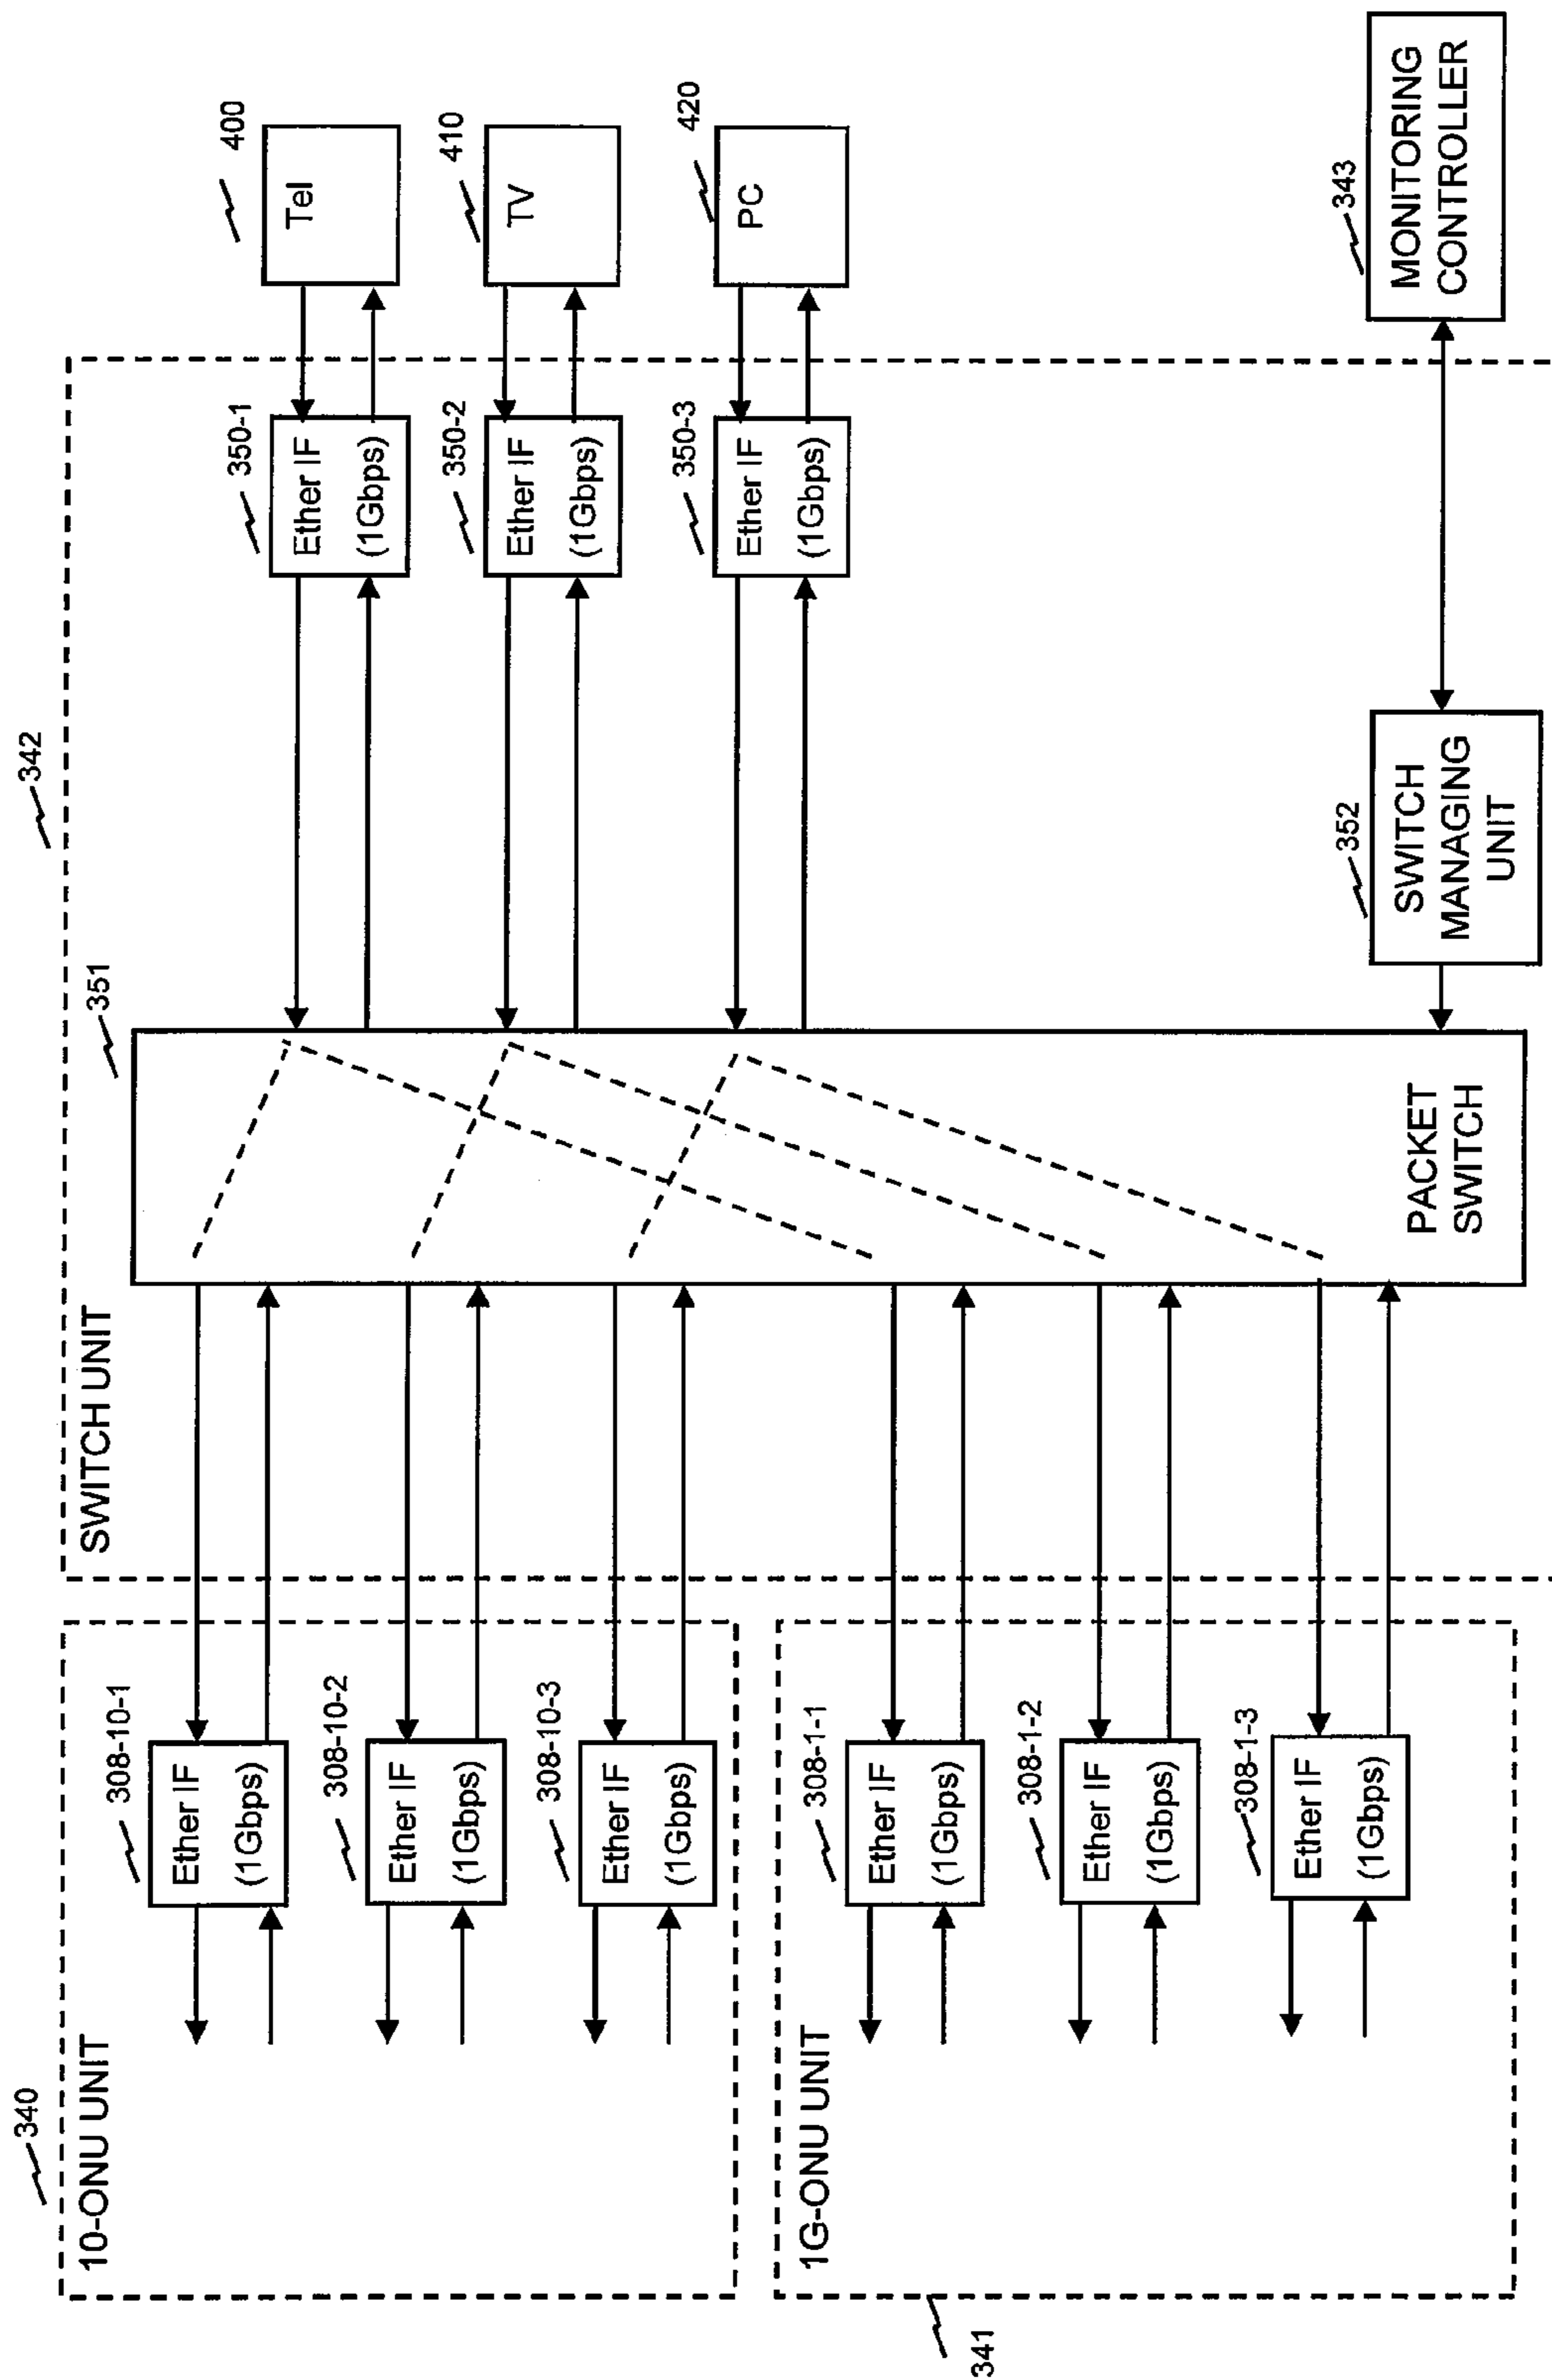 340
10-ONU UNIT
308-10-1
Ether IF
(1Gbps)
308-10-2
Ether IF
(1Gbps)
308-10-3
Ether IF
(1Gbps)
341
1G-ONU UNIT
308-1-1
Ether IF
(1Gbps)
308-1-2
Ether IF
(1Gbps)
308-1-3
Ether IF
(1Gbps)
342
SWITCH UNIT
351
PACKET
SWITCH
350-1
Ether IF
(1Gbps)
350-2
Ether IF
(1Gbps)
350-3
Ether IF
(1Gbps)
352
SWITCH
MANAGING
UNIT
400
Tel
410
TV
420
PC
343
MONITORING
CONTROLLER